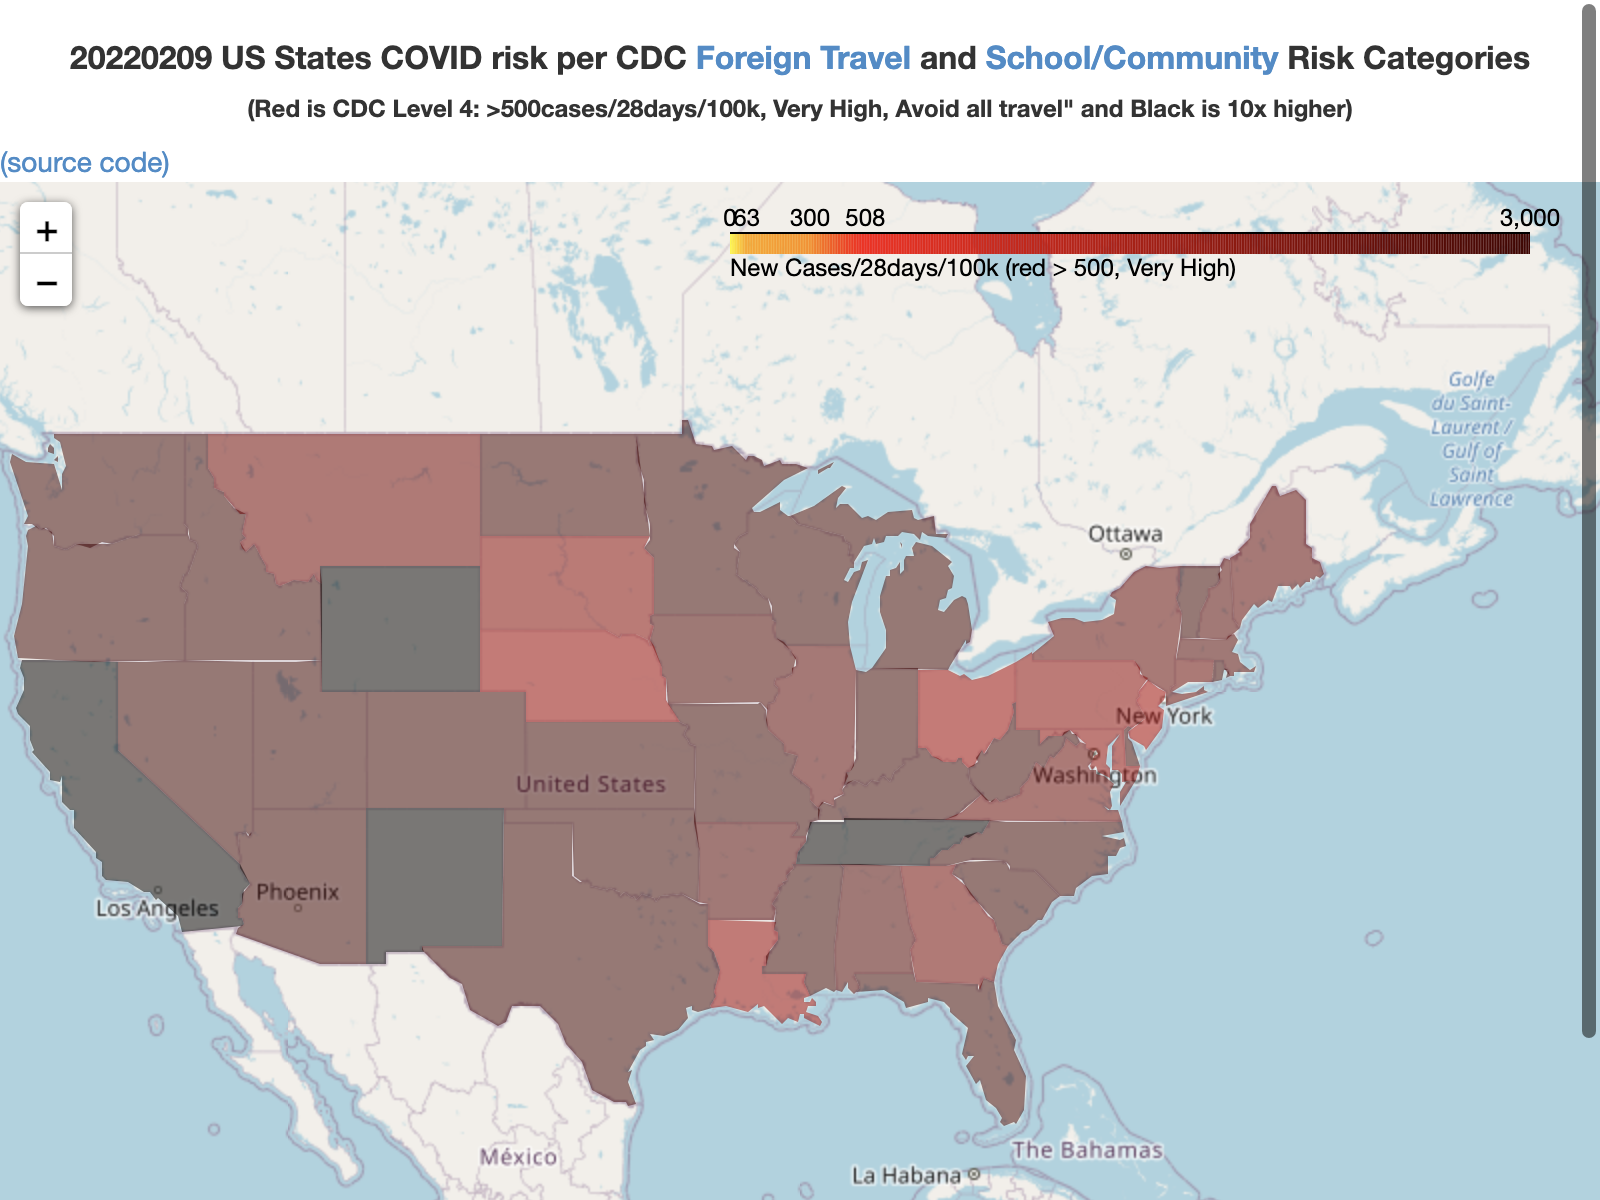 20220209 US States COVID risk per CDC Foreign Travel and School/Community Risk Categories
(Red is CDC Level 4: >500cases/28days/100k, Very High, Avoid all travel" and Black is 10x higher)
(source code)
+
−
0 63 300 508 3,000
New Cases/28days/100k (red > 500, Very High)
Golfe
du Saint-
Laurent /
Gulf of
Saint
Lawrence
Ottawa
New York
Washington
United States
Phoenix
Los Angeles
México
The Bahamas
La Habana